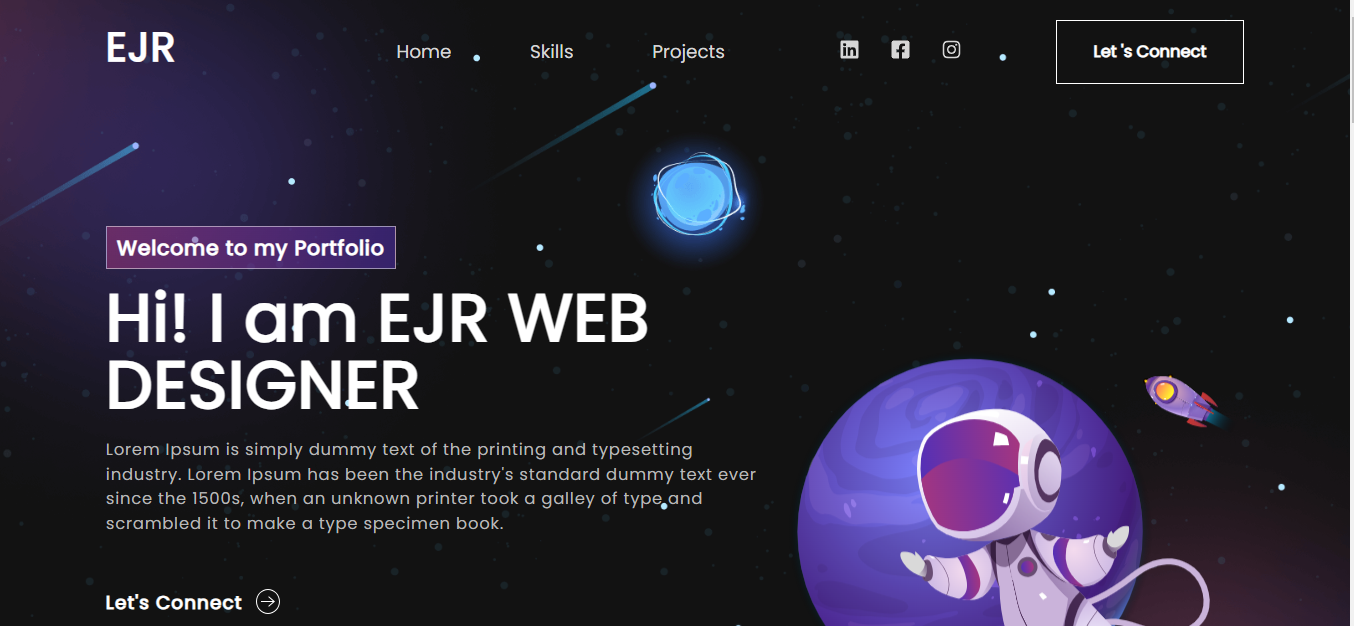 EJR
Home
Skills
Projects
Let 's Connect
Welcome to my Portfolio
Hi! I am EJR WEB
DESIGNER
Lorem Ipsum is simply dummy text of the printing and typesetting
industry. Lorem Ipsum has been the industry's standard dummy text ever
since the 1500s, when an unknown printer took a galley of type and
scrambled it to make a type specimen book.
Let's Connect